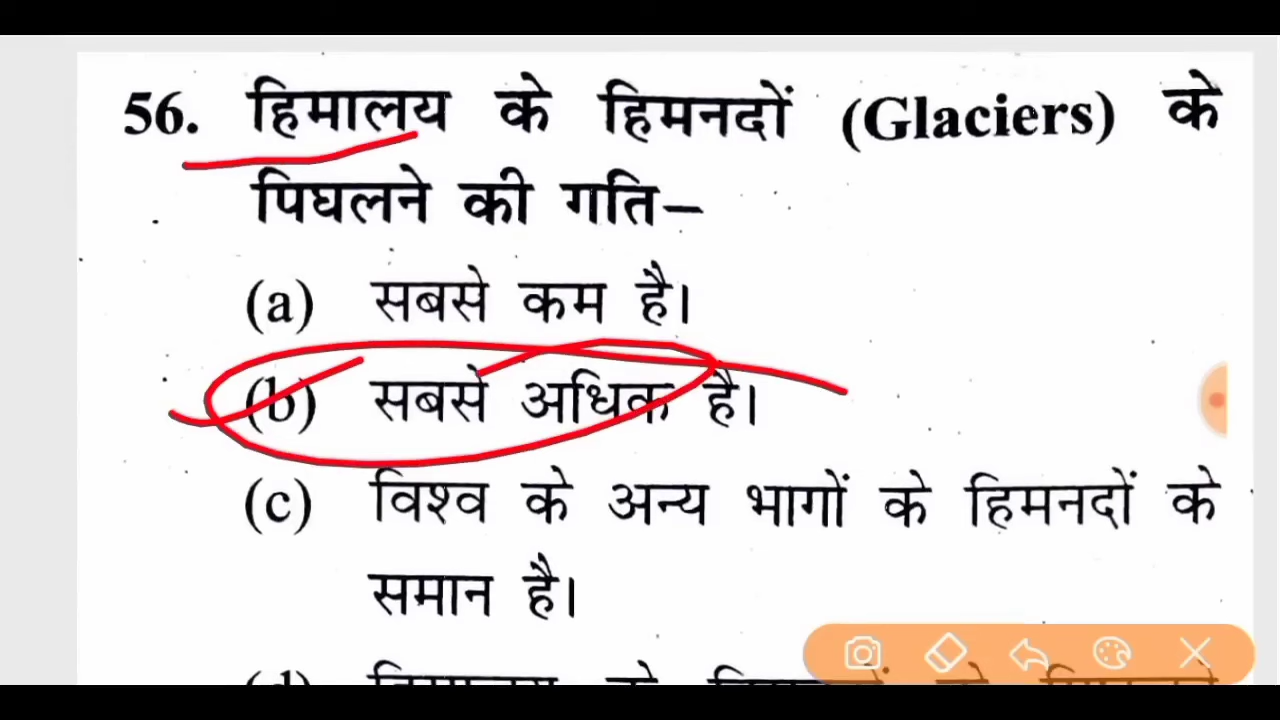 56. हिमालय के हिमनदों (Glaciers) के
पिघलने की गति–
(a) सबसे कम है।
(b) सबसे अधिक है।
(c) विश्व के अन्य भागों के हिमनदों के
समान है।